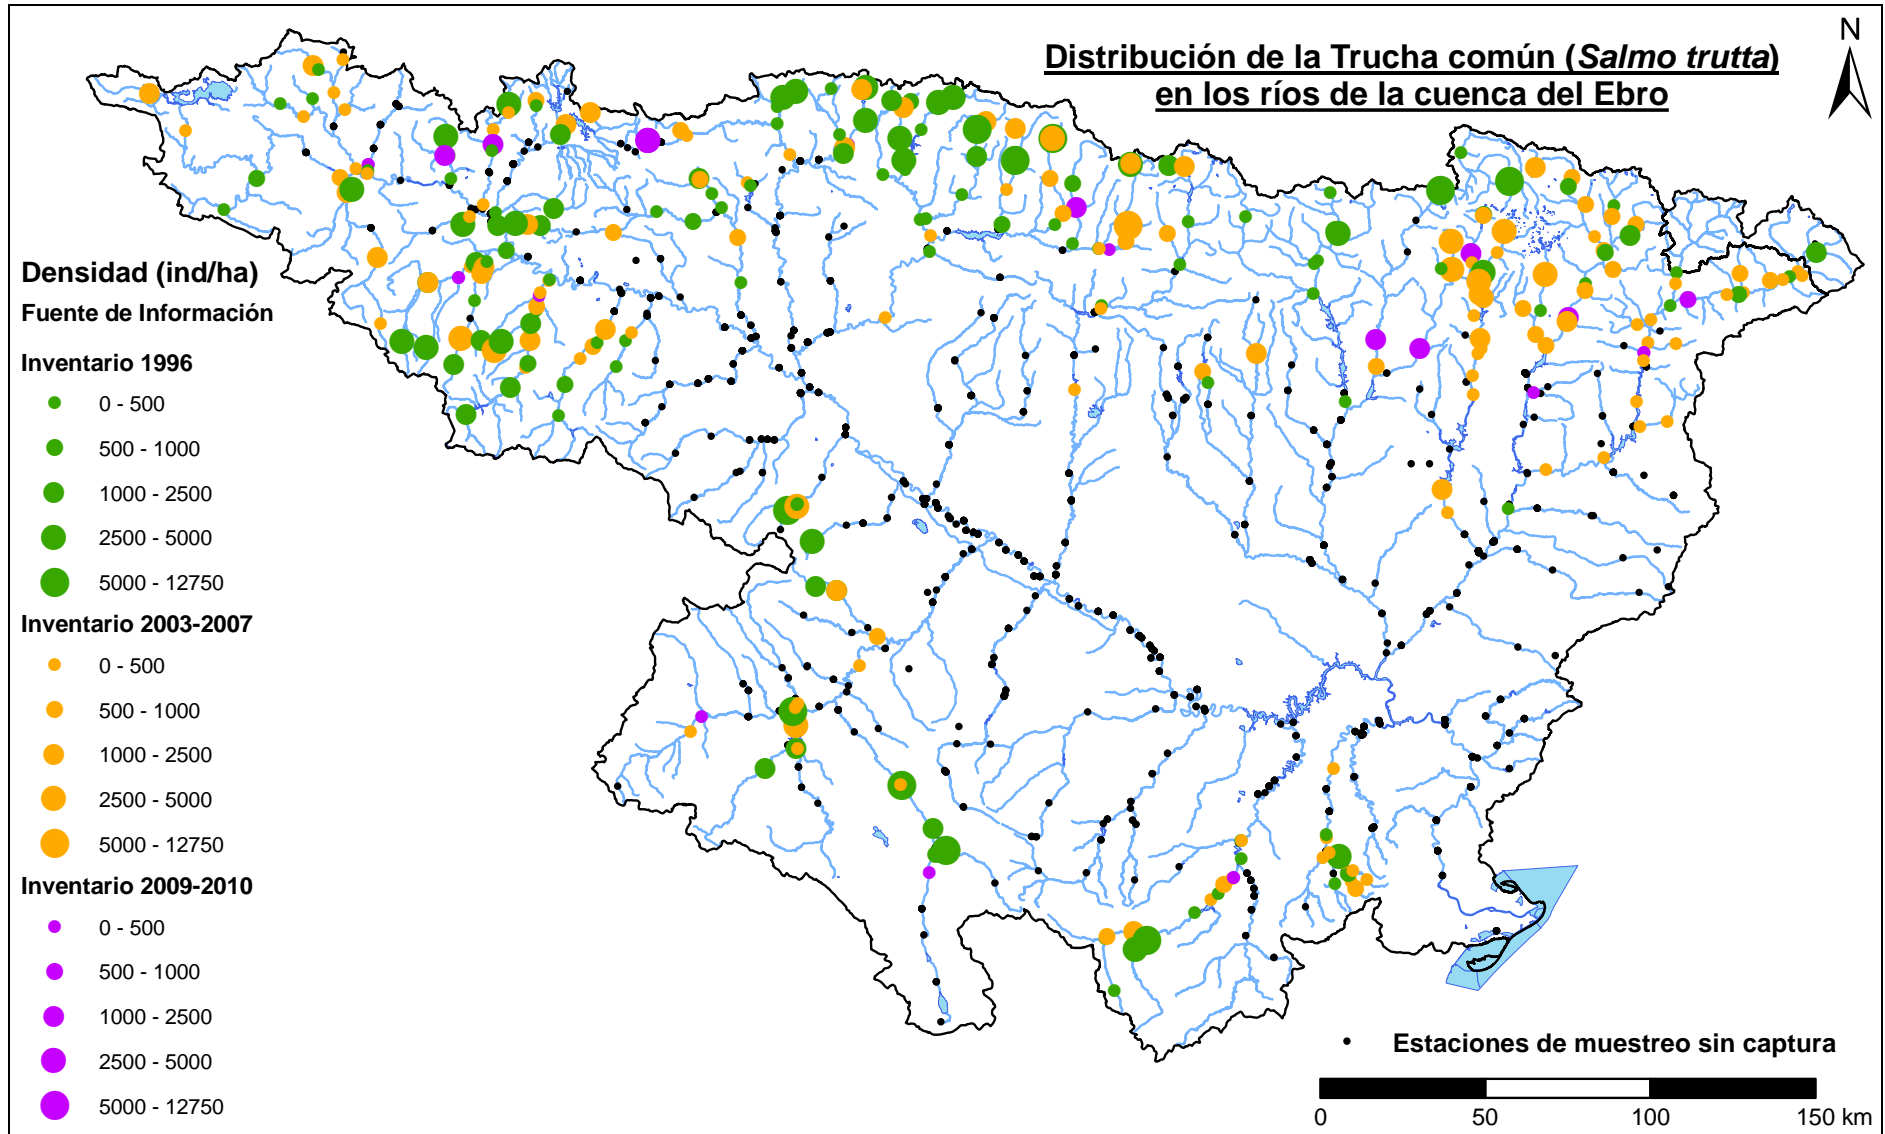 Distribución de la Trucha común (Salmo trutta)
en los ríos de la cuenca del Ebro
N
Densidad (ind/ha)
Fuente de Información
Inventario 1996
0 - 500
500 - 1000
1000 - 2500
2500 - 5000
5000 - 12750
Inventario 2003-2007
0 - 500
500 - 1000
1000 - 2500
2500 - 5000
5000 - 12750
Inventario 2009-2010
0 - 500
500 - 1000
1000 - 2500
2500 - 5000
5000 - 12750
Estaciones de muestreo sin captura
0 50 100 150 km